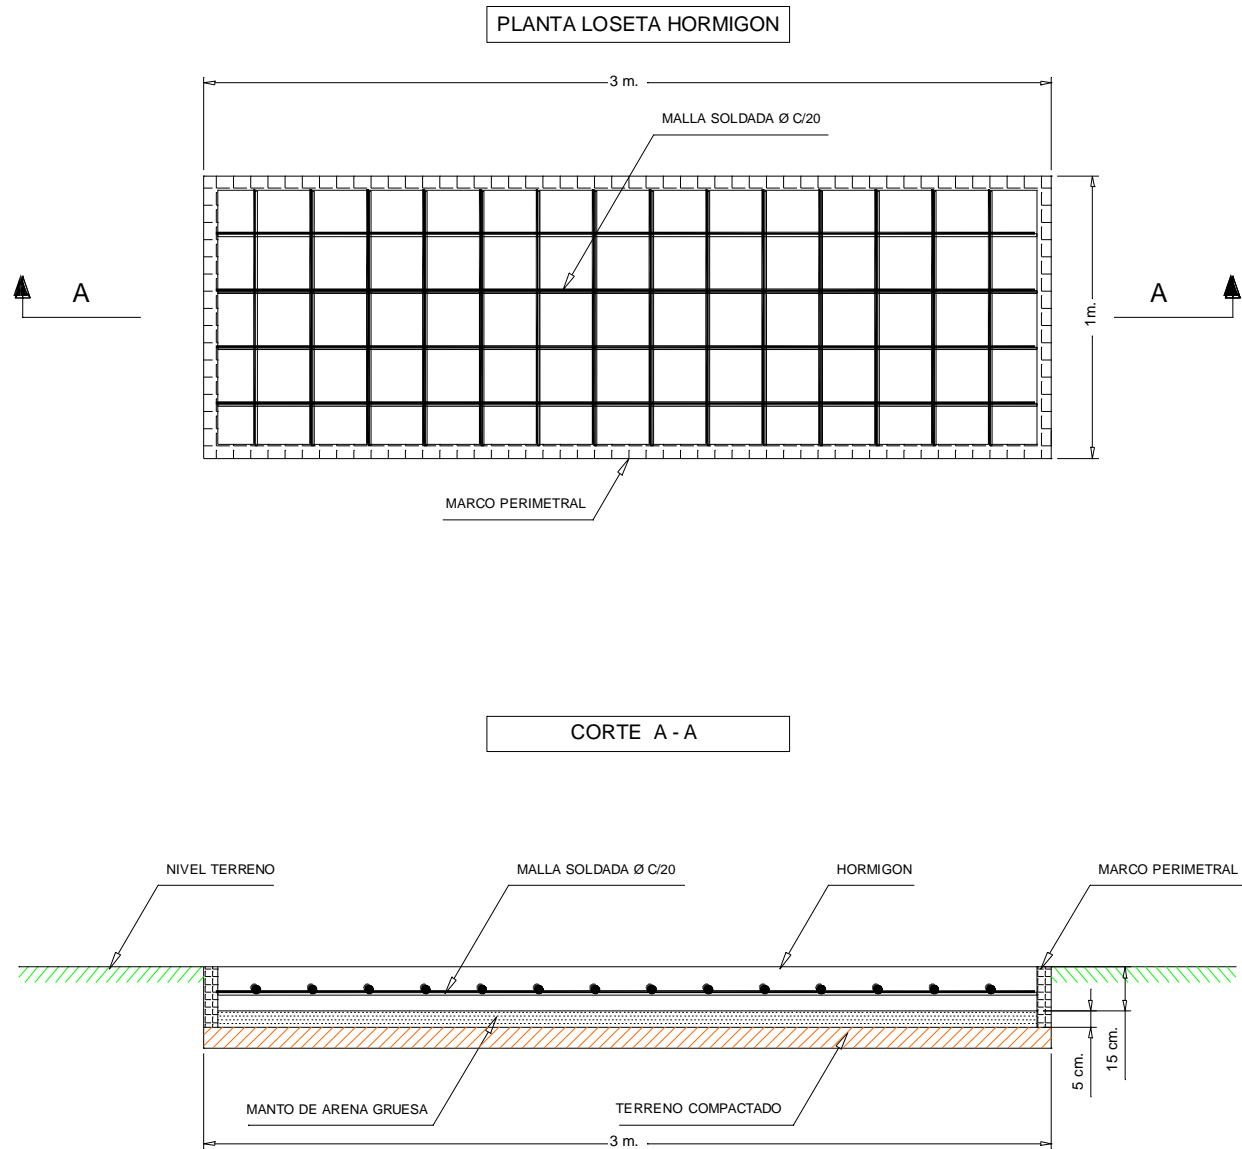 PLANTA LOSETA HORMIGON
3 m.
MALLA SOLDADA Ø C/20
A
A
1m.
MARCO PERIMETRAL
CORTE A - A
NIVEL TERRENO
MALLA SOLDADA Ø C/20
HORMIGON
MARCO PERIMETRAL
5 cm.
15 cm.
MANTO DE ARENA GRUESA
TERRENO COMPACTADO
3 m.